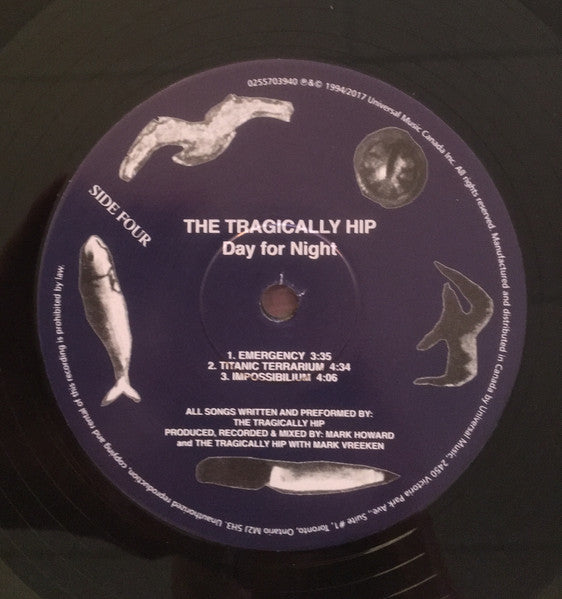 0255703940 ℗&© 1994/2017 Universal Music Canada Inc. All rights reserved. Manufactured and distributed in Canada by Universal Music 2450 Victoria Park Ave., Suite #1, Toronto, Ontario M2J 5H3. Unauthorized reproduction, copying and rental of this recording is prohibited by law.
SIDE FOUR
THE TRAGICALLY HIP
Day for Night
1. EMERGENCY 3:35
2. TITANIC TERRARIUM 4:34
3. IMPOSSIBILIUM 4:06
ALL SONGS WRITTEN AND PREFORMED BY:
THE TRAGICALLY HIP
PRODUCED, RECORDED & MIXED BY: MARK HOWARD
and THE TRAGICALLY HIP WITH MARK VREEKEN